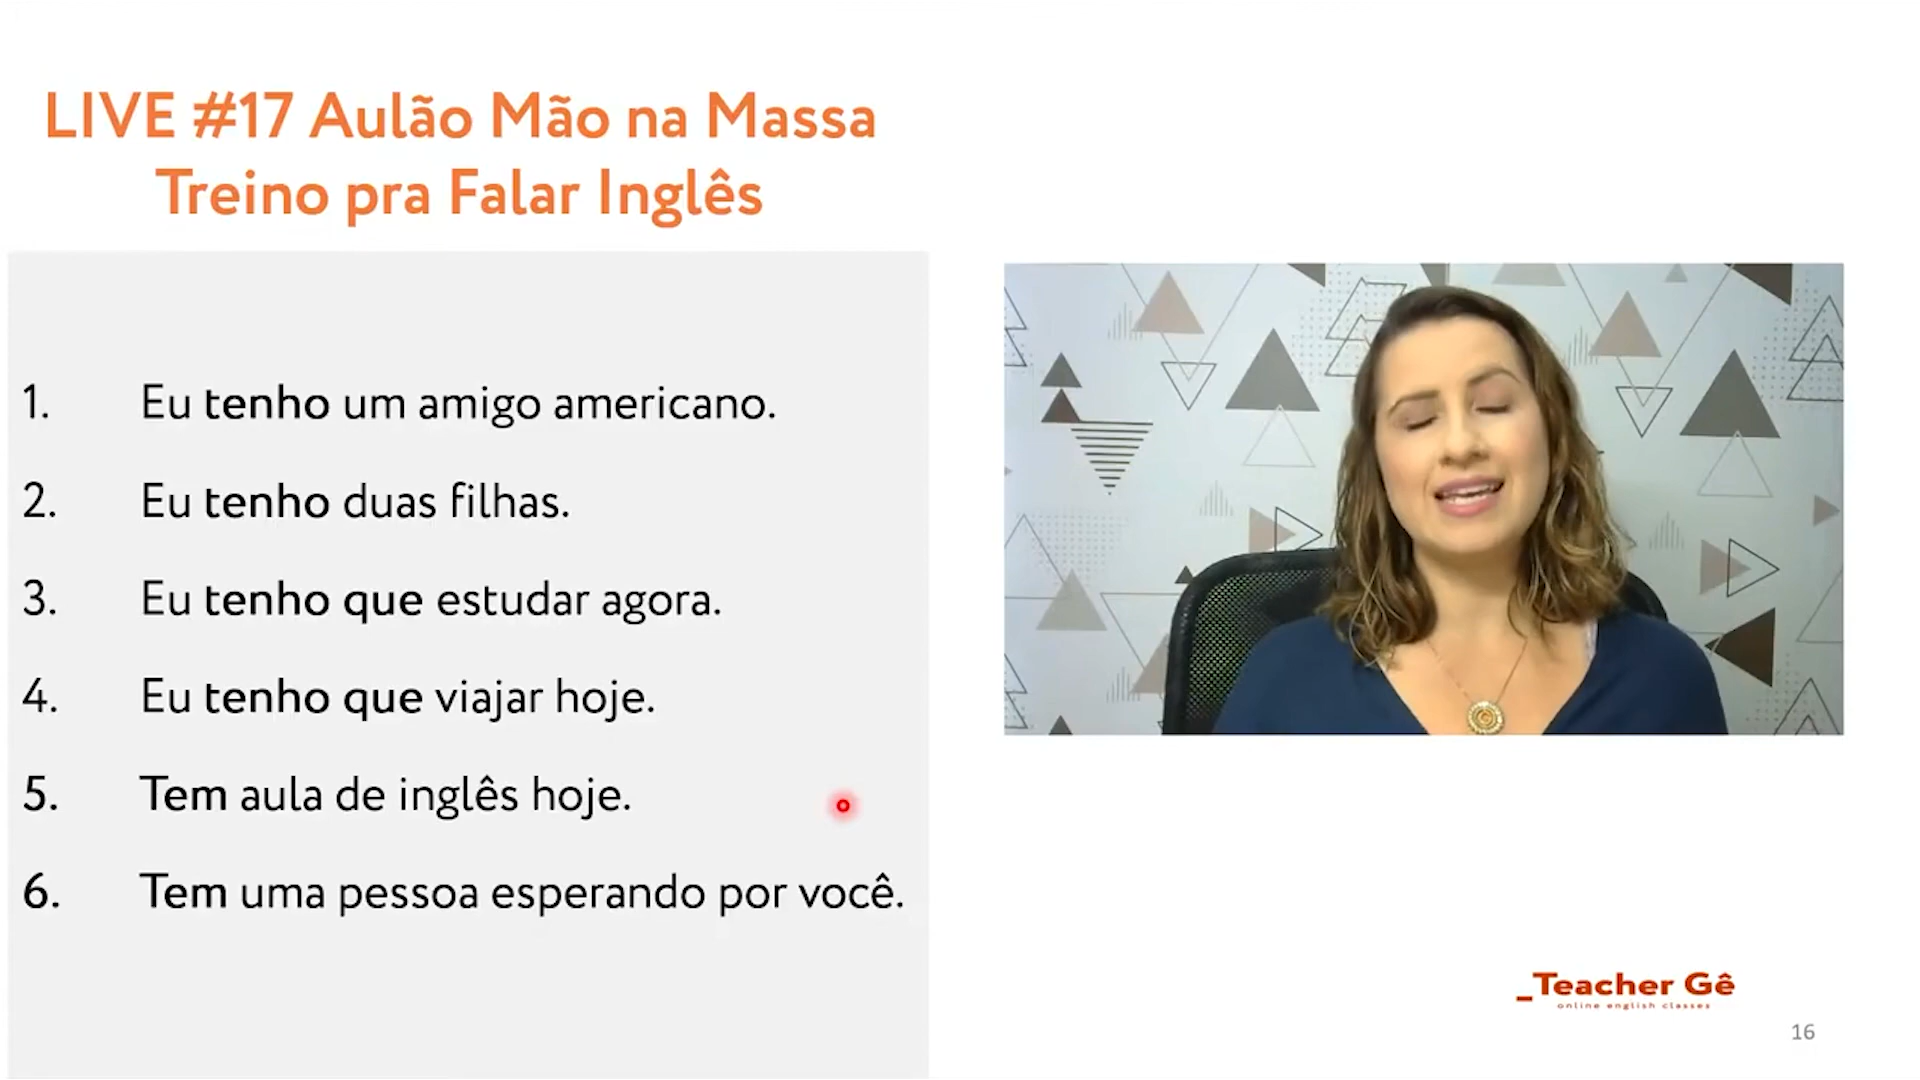 LIVE #17 Aulão Mão na Massa
Treino pra Falar Inglês
1. Eu tenho um amigo americano.
2. Eu tenho duas filhas.
3. Eu tenho que estudar agora.
4. Eu tenho que viajar hoje.
5. Tem aula de inglês hoje.
6. Tem uma pessoa esperando por você.
_Teacher Gê
online english classes
16